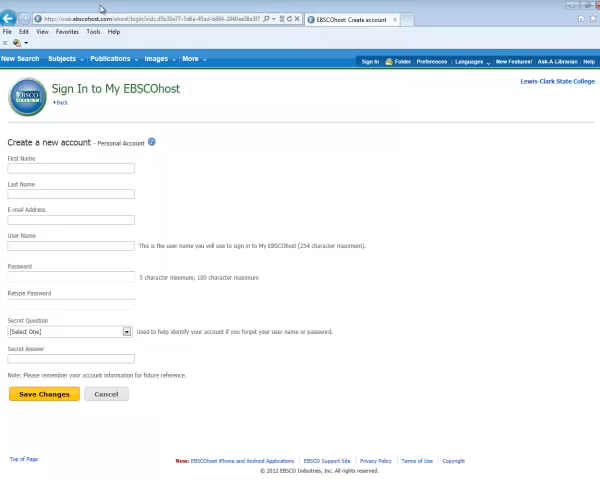 http://web.ebscohost.com/ehost/login?sid=
EBSCOhost: Create account
File Edit View Favorites Tools Help
New Search Subjects Publications Images More Sign In Folder Preferences Languages New Features! Ask-A-Librarian Help
EBSCO
Sign In to My EBSCOhost
Lewis-Clark State College
Back
Create a new account - Personal Account
First Name
Last Name
E-mail Address
User Name
This is the user name you will use to sign in to My EBSCOhost (254 character maximum).
Password
5 character minimum, 100 character maximum
Retype Password
Secret Question
[Select One] Used to help identify your account if you forget your user name or password.
Secret Answer
Note: Please remember your account information for future reference.
Save Changes Cancel
Top of Page New: EBSCOhost iPhone and Android Applications | EBSCO Support Site | Privacy Policy | Terms of Use | Copyright
© 2012 EBSCO Industries, Inc. All rights reserved.